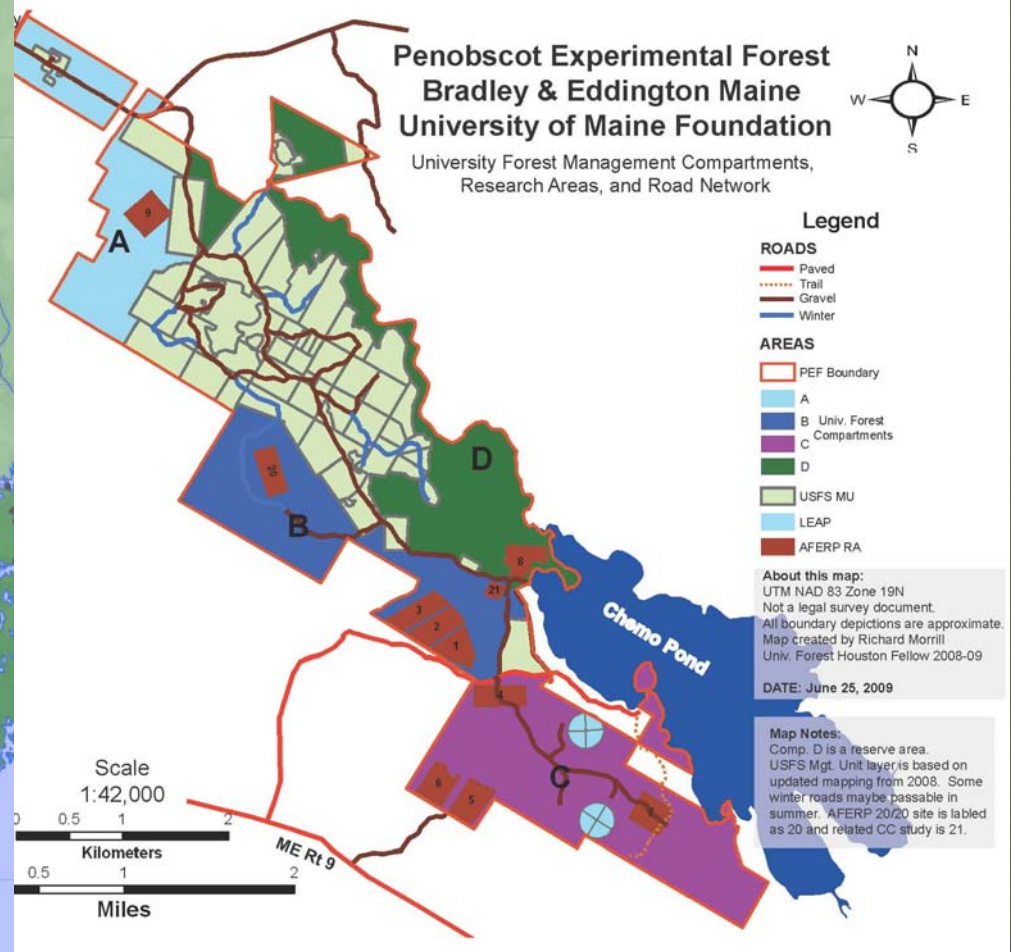 Penobscot Experimental Forest
Bradley & Eddington Maine
University of Maine Foundation
University Forest Management Compartments,
Research Areas, and Road Network
N
W
E
S
Legend
ROADS
Paved
Trail
Gravel
Winter
AREAS
PEF Boundary
A
B Univ. Forest
C Compartments
D
USFS MU
LEAP
AFERP RA
About this map:
UTM NAD 83 Zone 19N
Not a legal survey document.
All boundary depictions are approximate.
Map created by Richard Morrill
Univ. Forest Houston Fellow 2008-09
DATE: June 25, 2009
Map Notes:
Comp. D is a reserve area.
USFS Mgt. Unit layer is based on
updated mapping from 2008. Some
winter roads maybe passable in
summer. AFERP 20/20 site is labled
as 20 and related CC study is 21.
9
A
D
20
B
8
21
3
2
1
Chemo Pond
4
C
6
5
ME Rt 9
Scale
1:42,000
0 0.5 1 2
Kilometers
0.5 1 2
Miles